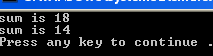 sum is 18
sum is 14
Press any key to continue .